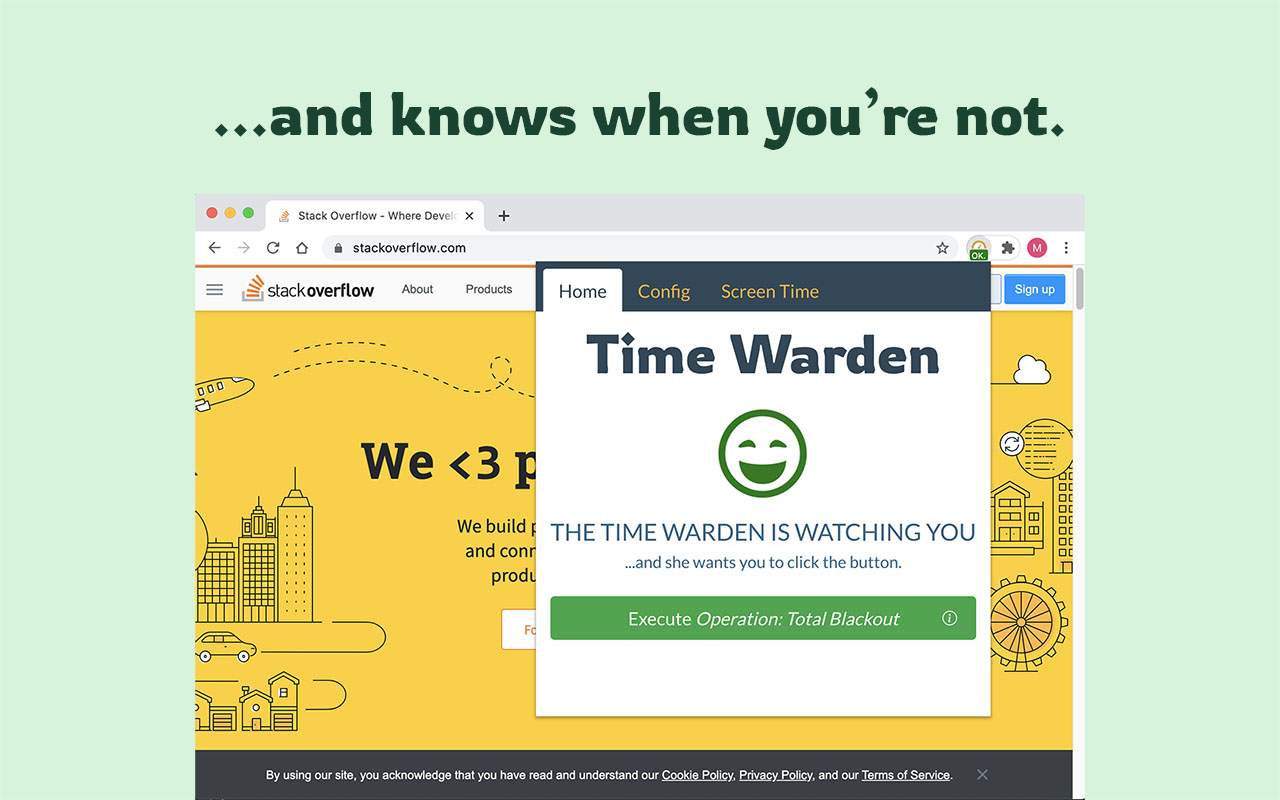 ...and knows when you're not.
Stack Overflow - Where Devel
stackoverflow.com
OK.
M
stackoverflow
About
Products
Sign up
Home
Config
Screen Time
Time Warden
We <3 p
THE TIME WARDEN IS WATCHING YOU
...and she wants you to click the button.
We build p
and conn
produ
Fo
Execute Operation: Total Blackout
By using our site, you acknowledge that you have read and understand our Cookie Policy, Privacy Policy, and our Terms of Service.